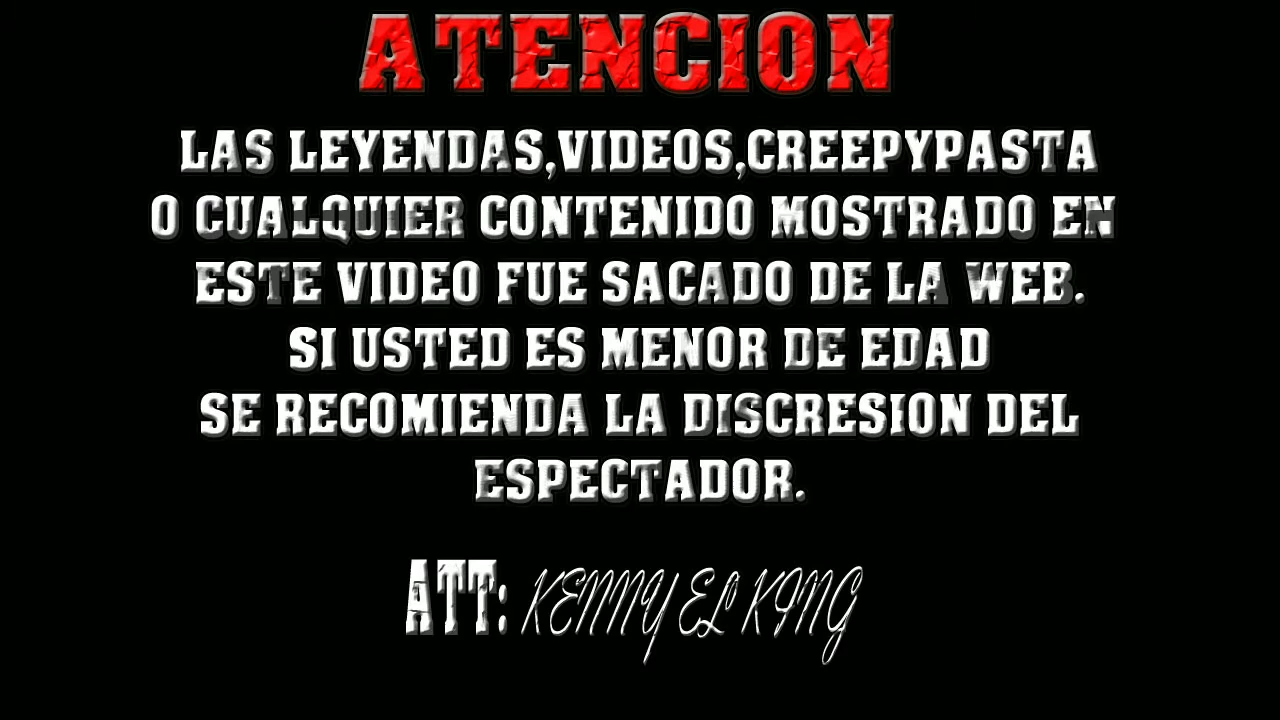 ATENCION
LAS LEYENDAS,VIDEOS,CREEPYPASTA
O CUALQUIER CONTENIDO MOSTRADO EN
ESTE VIDEO FUE SACADO DE LA WEB.
SI USTED ES MENOR DE EDAD
SE RECOMIENDA LA DISCRESION DEL
ESPECTADOR.
ATT: KENNY EL KING